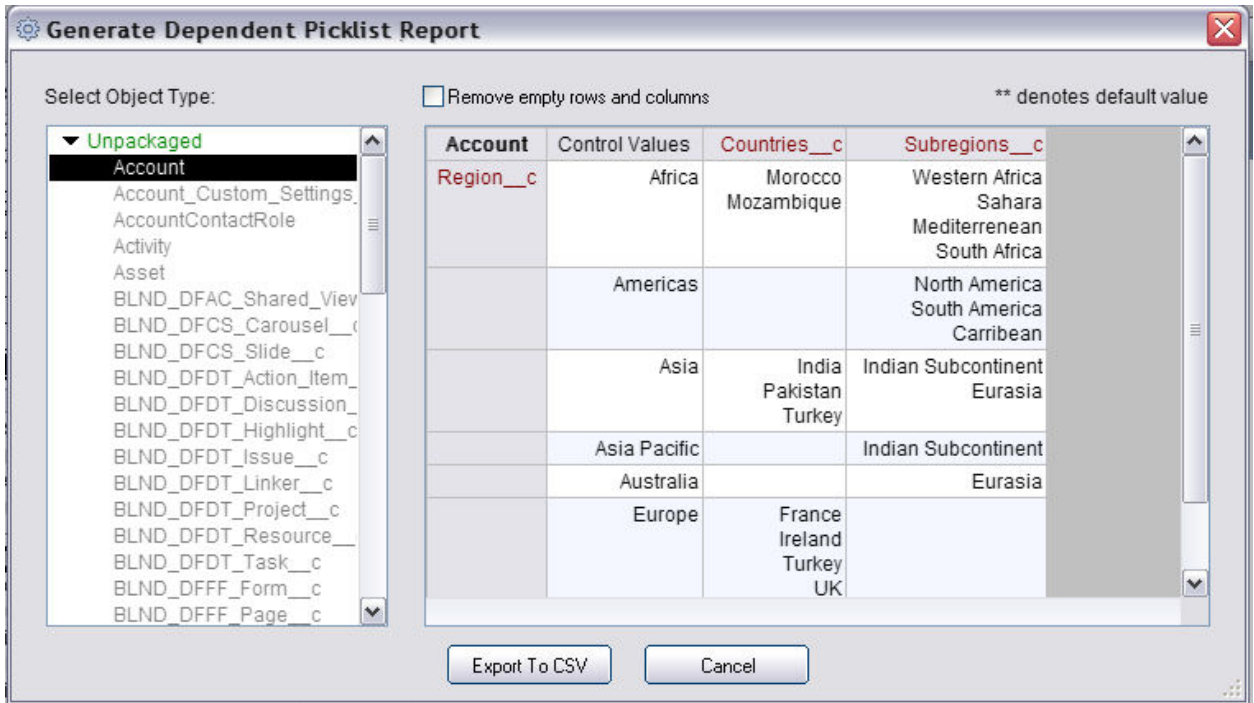 Generate Dependent Picklist Report
Select Object Type:
Remove empty rows and columns
** denotes default value
Unpackaged
Account
Account_Custom_Settings_
AccountContactRole
Activity
Asset
BLND_DFAC_Shared_View
BLND_DFCS_Carousel__c
BLND_DFCS_Slide__c
BLND_DFDT_Action_Item_
BLND_DFDT_Discussion_
BLND_DFDT_Highlight__c
BLND_DFDT_Issue__c
BLND_DFDT_Linker__c
BLND_DFDT_Project__c
BLND_DFDT_Resource__
BLND_DFDT_Task__c
BLND_DFFF_Form__c
BLND_DFFF_Page__c
Account Control Values Countries__c Subregions__c
Region__c Africa Morocco Western Africa
Mozambique Sahara
Mediterrenean
South Africa
Americas North America
South America
Carribean
Asia India Indian Subcontinent
Pakistan Eurasia
Turkey
Asia Pacific Indian Subcontinent
Australia Eurasia
Europe France
Ireland
Turkey
UK
Export To CSV
Cancel